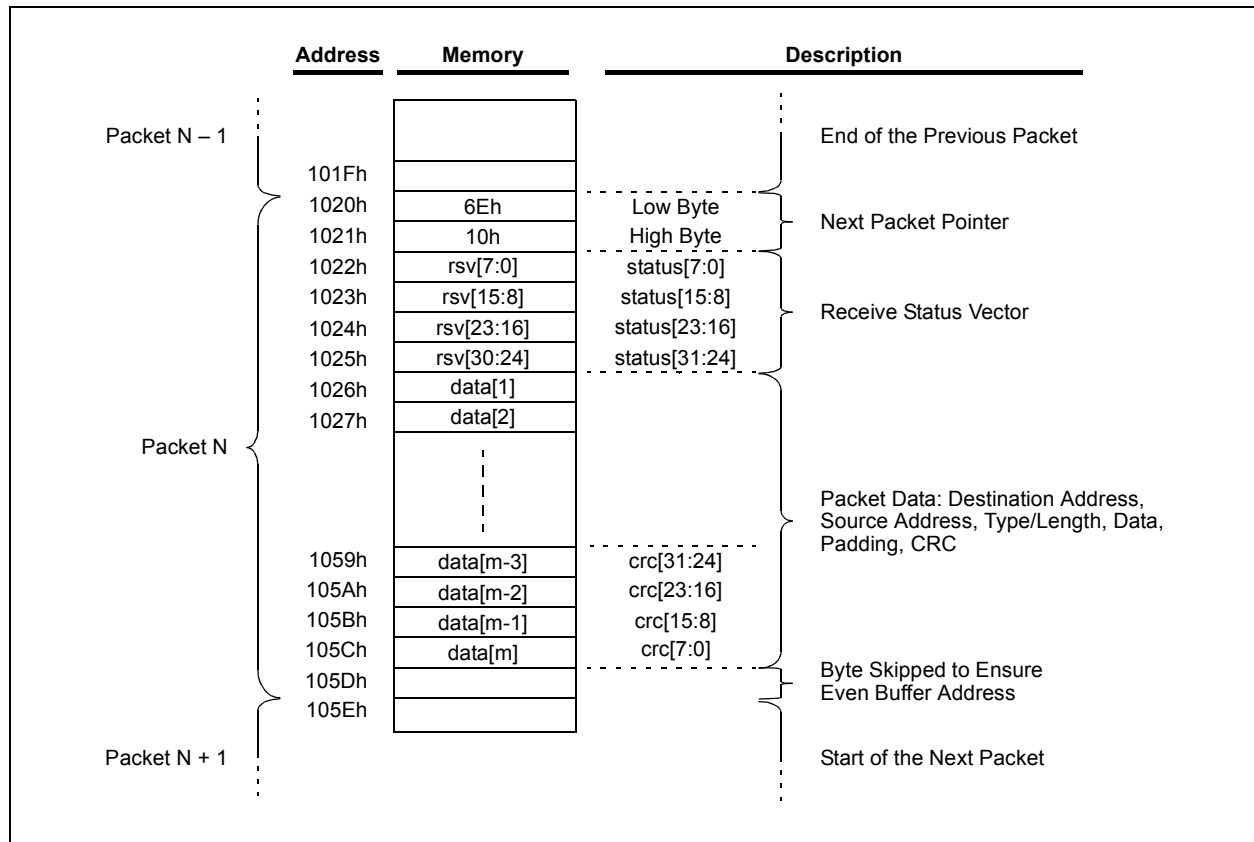 Address Memory Description
Packet N – 1 End of the Previous Packet
101Fh
1020h 6Eh Low Byte
Next Packet Pointer
1021h 10h High Byte
1022h rsv[7:0] status[7:0]
1023h rsv[15:8] status[15:8]
Receive Status Vector
1024h rsv[23:16] status[23:16]
1025h rsv[30:24] status[31:24]
1026h data[1]
1027h data[2]
Packet N
Packet Data: Destination Address,
Source Address, Type/Length, Data,
Padding, CRC
1059h data[m-3] crc[31:24]
105Ah data[m-2] crc[23:16]
105Bh data[m-1] crc[15:8]
105Ch data[m] crc[7:0]
Byte Skipped to Ensure
105Dh Even Buffer Address
105Eh
Packet N + 1 Start of the Next Packet